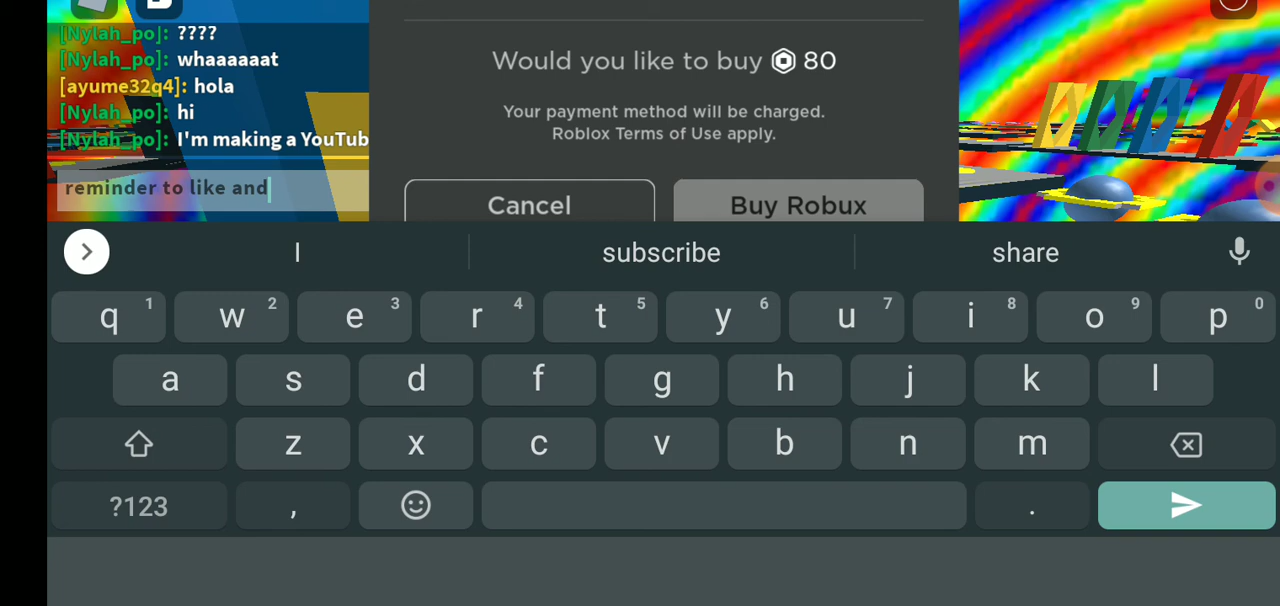 [Nylah_po]: ????
[Nylah_po]: whaaaaaat
[ayume32q4]: hola
[Nylah_po]: hi
[Nylah_po]: I'm making a YouTub
reminder to like and
Would you like to buy 80
Your payment method will be charged.
Roblox Terms of Use apply.
Cancel
Buy Robux
I
subscribe
share
q 1 w 2 e 3 r 4 t 5 y 6 u 7 i 8 o 9 p 0
a s d f g h j k l
z x c v b n m
?123 , .